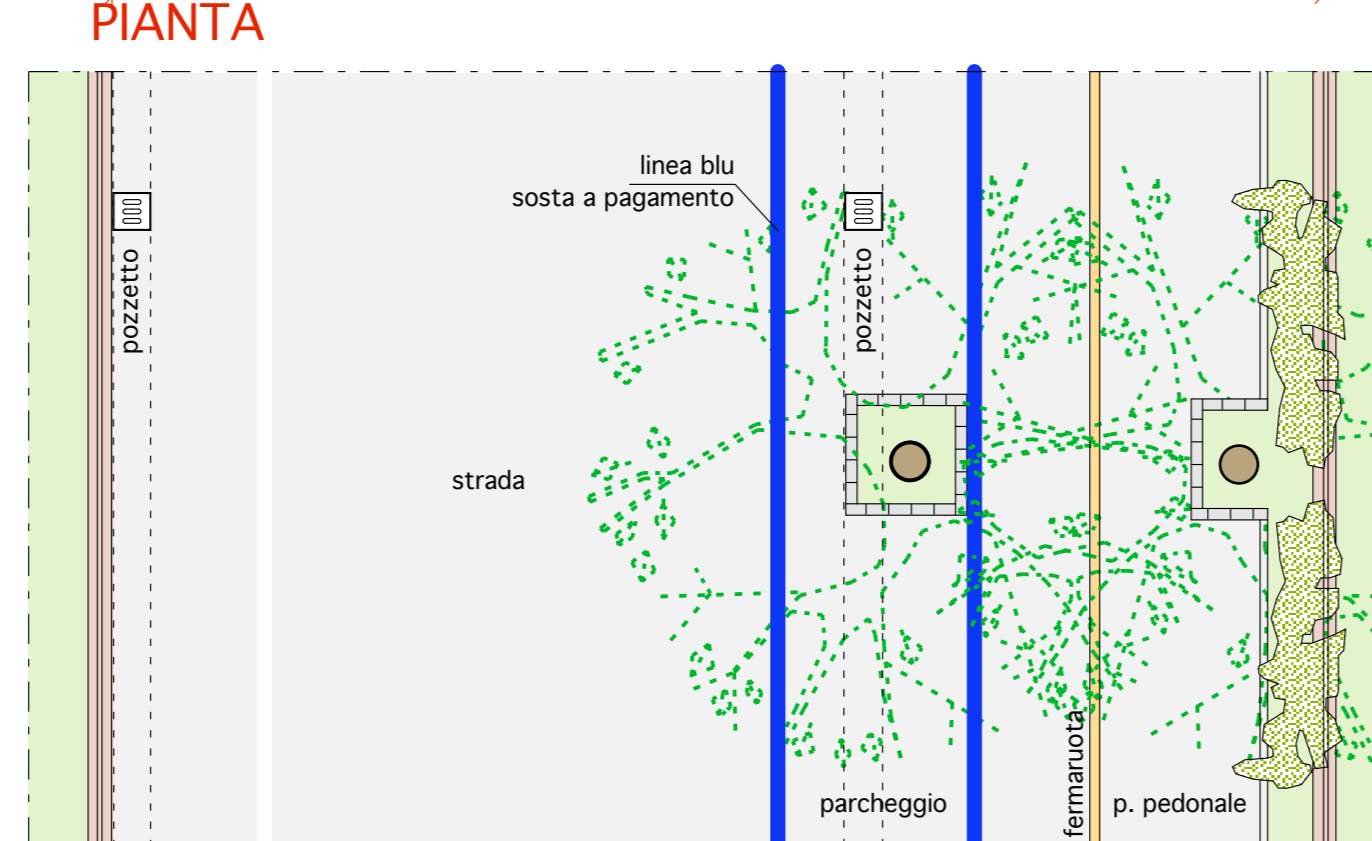 PIANTA
linea blu
sosta a pagamento
pozzetto
pozzetto
strada
parcheggio
fermaruota
p. pedonale